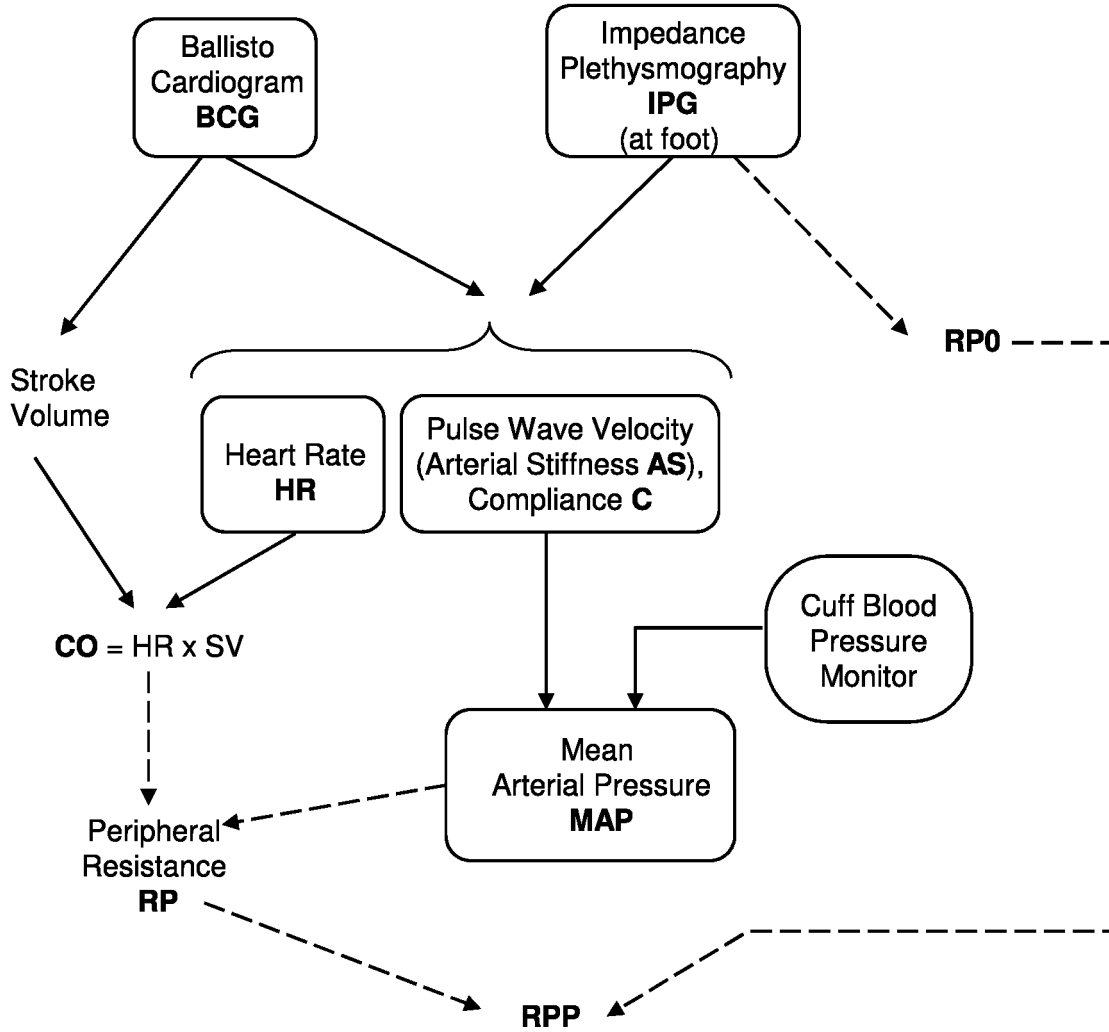 Ballisto
Cardiogram
BCG
Impedance
Plethysmography
IPG
(at foot)
RP0
Stroke
Volume
Heart Rate
HR
Pulse Wave Velocity
(Arterial Stiffness AS),
Compliance C
Cuff Blood
Pressure
Monitor
CO = HR x SV
Mean
Arterial Pressure
MAP
Peripheral
Resistance
RP
RPP